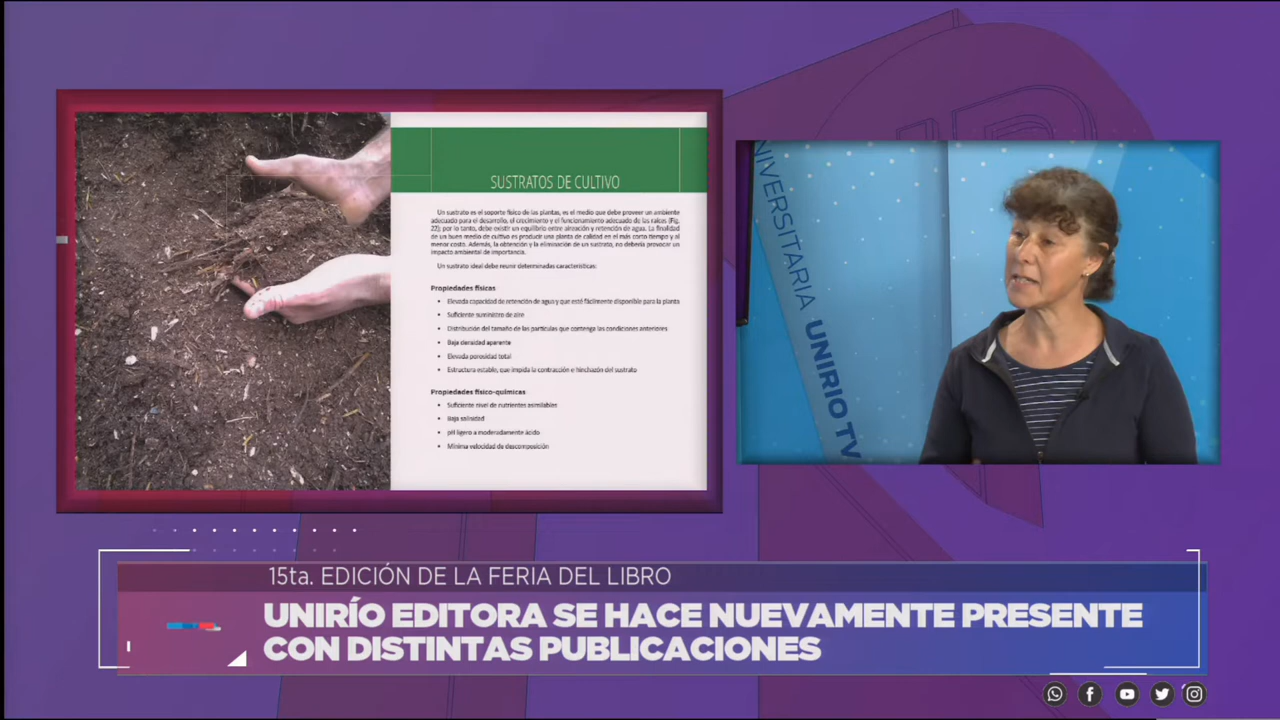 SUSTRATOS DE CULTIVO
Un sustrato es el soporte físico de las plantas, es el medio que debe proveer un ambiente
adecuado para el desarrollo, el crecimiento y el funcionamiento adecuado de las raíces (Fig.
22); por lo tanto, debe existir un equilibrio entre aireación y retención de agua. La finalidad
de un buen medio de cultivo es producir una planta de calidad en el más corto tiempo y al
menor costo. Además, la obtención y la eliminación de un sustrato, no debería provocar un
impacto ambiental de importancia.
Un sustrato ideal debe reunir determinadas características:
Propiedades físicas
• Elevada capacidad de retención de agua y que esté fácilmente disponible para la planta
• Suficiente suministro de aire
• Distribución del tamaño de las partículas que contenga las condiciones anteriores
• Baja densidad aparente
• Elevada porosidad total
• Estructura estable, que impida la contracción e hinchazón del sustrato
Propiedades físico-químicas
• Suficiente nivel de nutrientes asimilables
• Baja salinidad
• pH ligero a moderadamente ácido
• Mínima velocidad de descomposición
NIVERSITARIA UNIRIO TV
15ta. EDICIÓN DE LA FERIA DEL LIBRO
UNIRÍO EDITORA SE HACE NUEVAMENTE PRESENTE
CON DISTINTAS PUBLICACIONES